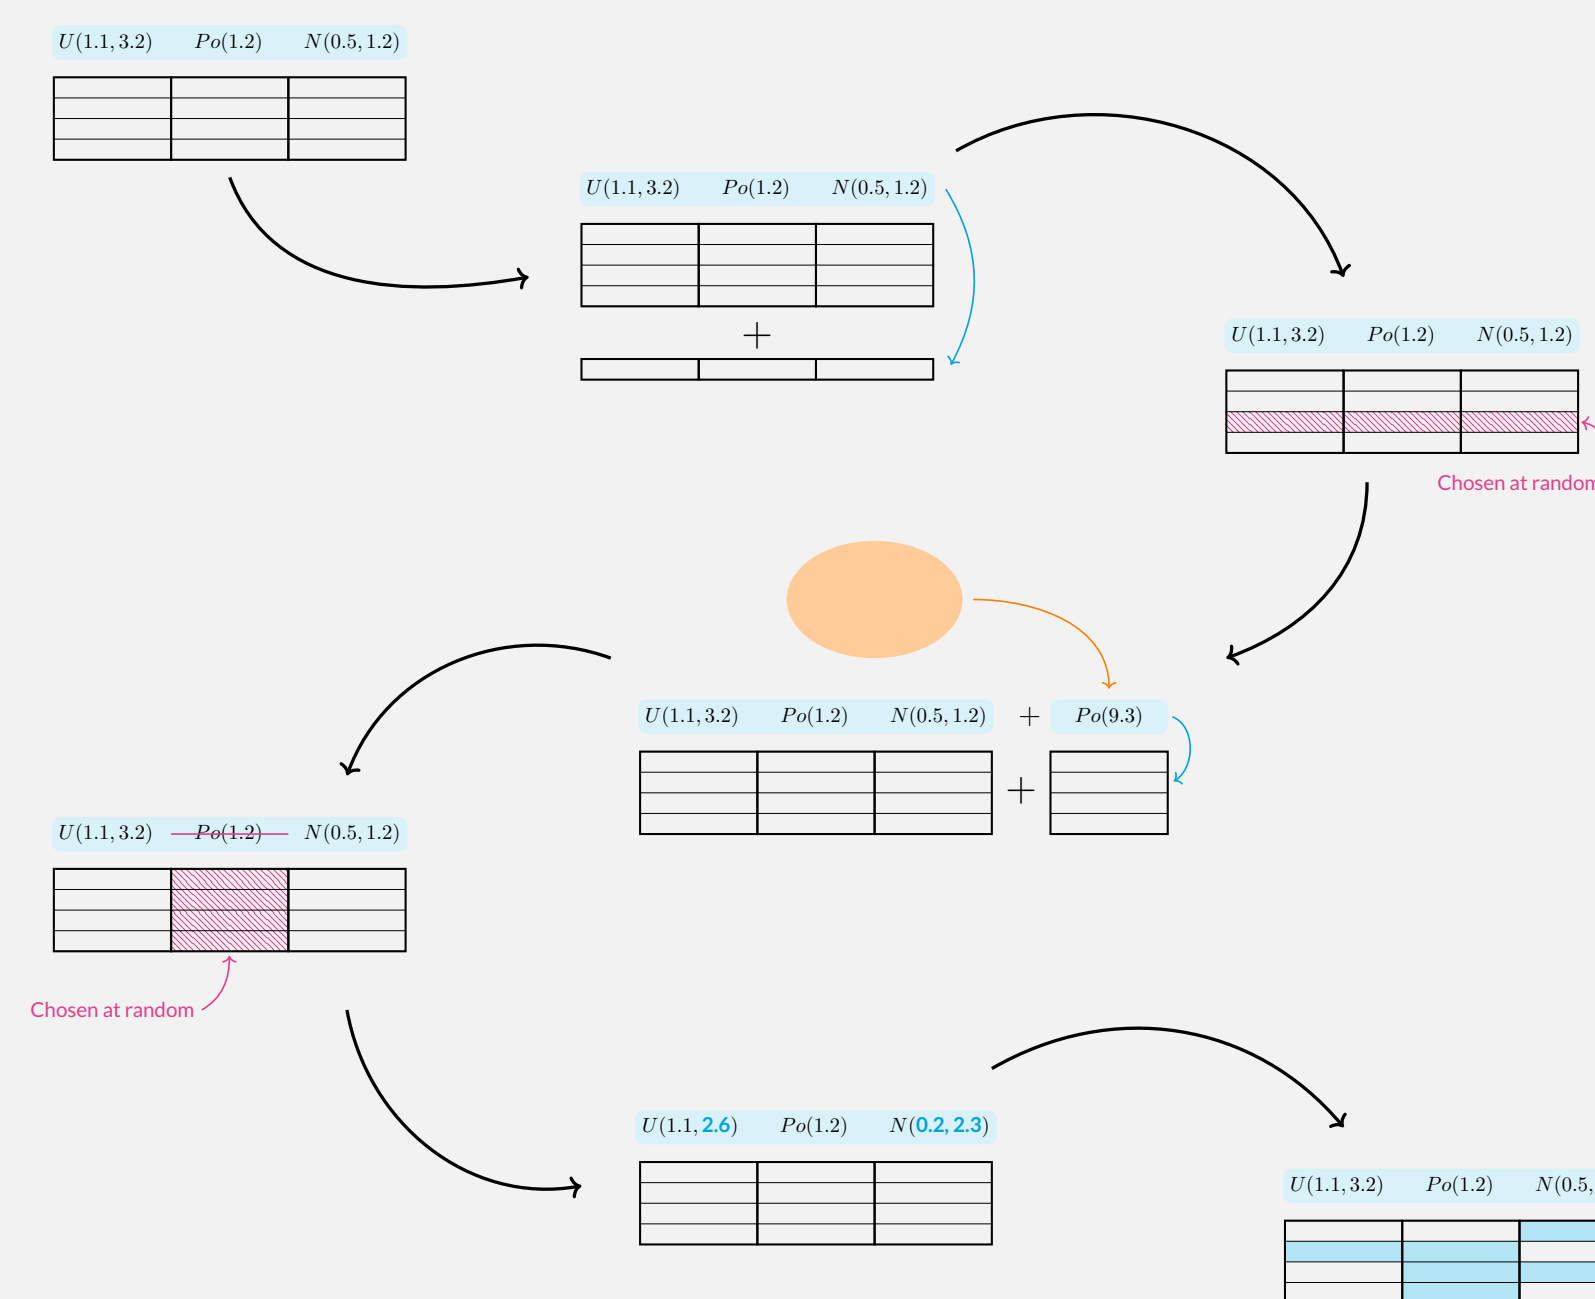 U(1.1, 3.2) Po(1.2) N(0.5, 1.2)
U(1.1, 3.2) Po(1.2) N(0.5, 1.2)
+
U(1.1, 3.2) Po(1.2) N(0.5, 1.2)
Chosen at random
U(1.1, 3.2) Po(1.2) N(0.5, 1.2) + Po(9.3)
+
U(1.1, 3.2) Po(1.2) N(0.5, 1.2)
Chosen at random
U(1.1, 2.6) Po(1.2) N(0.2, 2.3)
U(1.1, 3.2) Po(1.2) N(0.5,